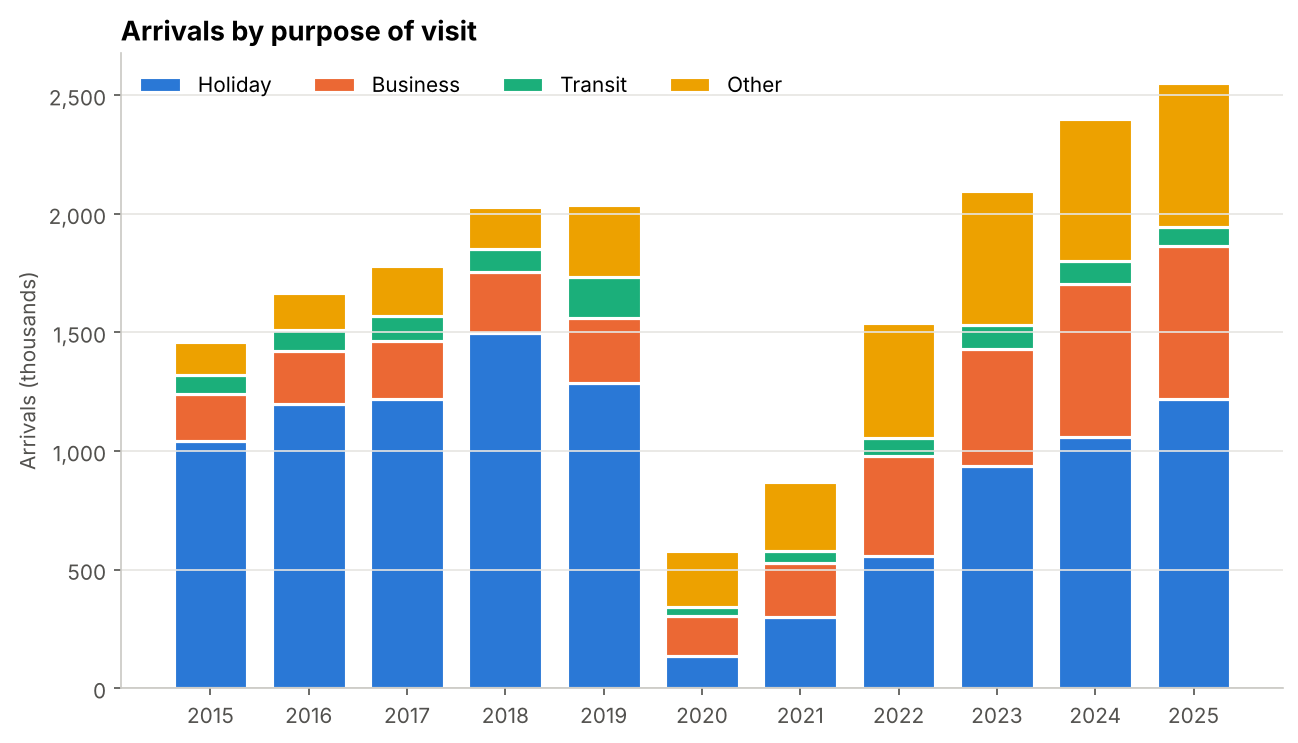 Arrivals by purpose of visit
Holiday Business Transit Other
Arrivals (thousands)
2,500
2,000
1,500
1,000
500
0
2015 2016 2017 2018 2019 2020 2021 2022 2023 2024 2025